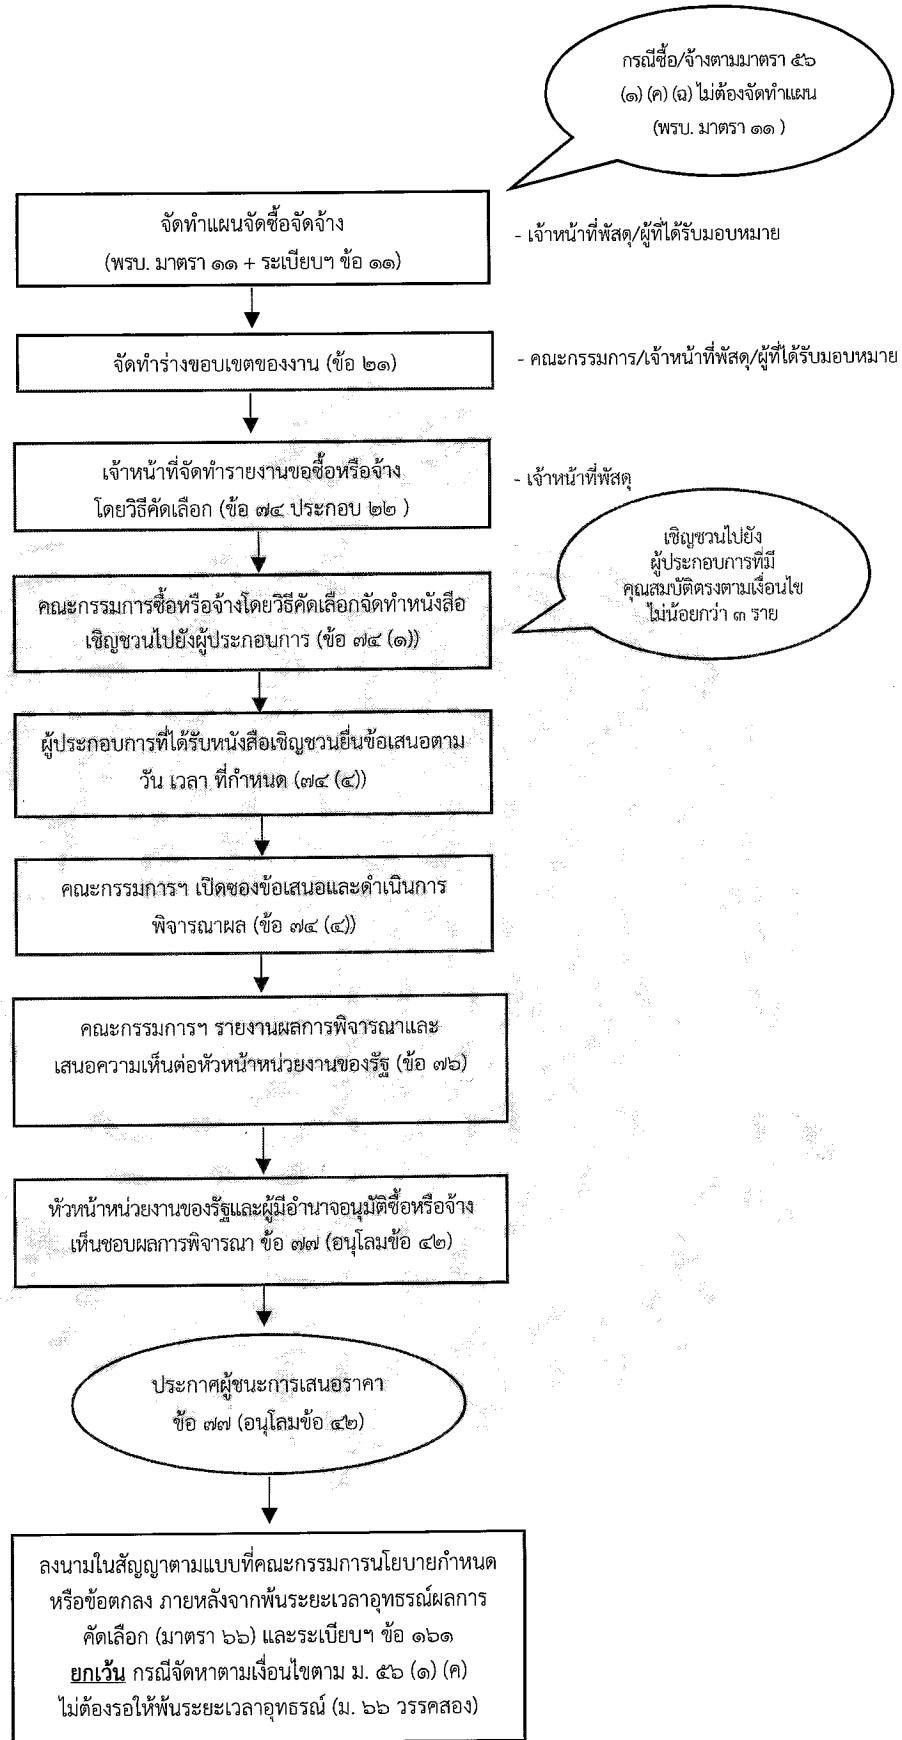 กรณีซื้อ/จ้างตามมาตรา ๕๖
(๑) (ค) (ฉ) ไม่ต้องจัดทำแผน
(พรบ. มาตรา ๑๑ )
จัดทำแผนจัดซื้อจัดจ้าง
(พรบ. มาตรา ๑๑ + ระเบียบฯ ข้อ ๑๑)
- เจ้าหน้าที่พัสดุ/ผู้ที่ได้รับมอบหมาย
จัดทำร่างขอบเขตของงาน (ข้อ ๒๑)
- คณะกรรมการ/เจ้าหน้าที่พัสดุ/ผู้ที่ได้รับมอบหมาย
เจ้าหน้าที่จัดทำรายงานขอซื้อหรือจ้าง
โดยวิธีคัดเลือก (ข้อ ๗๔ ประกอบ ๒๒ )
- เจ้าหน้าที่พัสดุ
เชิญชวนไปยัง
ผู้ประกอบการที่มี
คุณสมบัติตรงตามเงื่อนไข
ไม่น้อยกว่า ๓ ราย
คณะกรรมการซื้อหรือจ้างโดยวิธีคัดเลือกจัดทำหนังสือ
เชิญชวนไปยังผู้ประกอบการ (ข้อ ๗๔ (๑))
ผู้ประกอบการที่ได้รับหนังสือเชิญชวนยื่นข้อเสนอตาม
วัน เวลา ที่กำหนด (๗๔ (๔))
คณะกรรมการฯ เปิดซองข้อเสนอและดำเนินการ
พิจารณาผล (ข้อ ๗๔ (๔))
คณะกรรมการฯ รายงานผลการพิจารณาและ
เสนอความเห็นต่อหัวหน้าหน่วยงานของรัฐ (ข้อ ๗๖)
หัวหน้าหน่วยงานของรัฐและผู้มีอำนาจอนุมัติซื้อหรือจ้าง
เห็นชอบผลการพิจารณา ข้อ ๗๗ (อนุโลมข้อ ๔๒)
ประกาศผู้ชนะการเสนอราคา
ข้อ ๗๗ (อนุโลมข้อ ๔๒)
ลงนามในสัญญาตามแบบที่คณะกรรมการนโยบายกำหนด
หรือข้อตกลง ภายหลังจากพ้นระยะเวลาอุทธรณ์ผลการ
คัดเลือก (มาตรา ๖๖) และระเบียบฯ ข้อ ๑๖๑
ยกเว้น กรณีจัดหาตามเงื่อนไขตาม ม. ๕๖ (๑) (ค)
ไม่ต้องรอให้พ้นระยะเวลาอุทธรณ์ (ม. ๖๖ วรรคสอง)